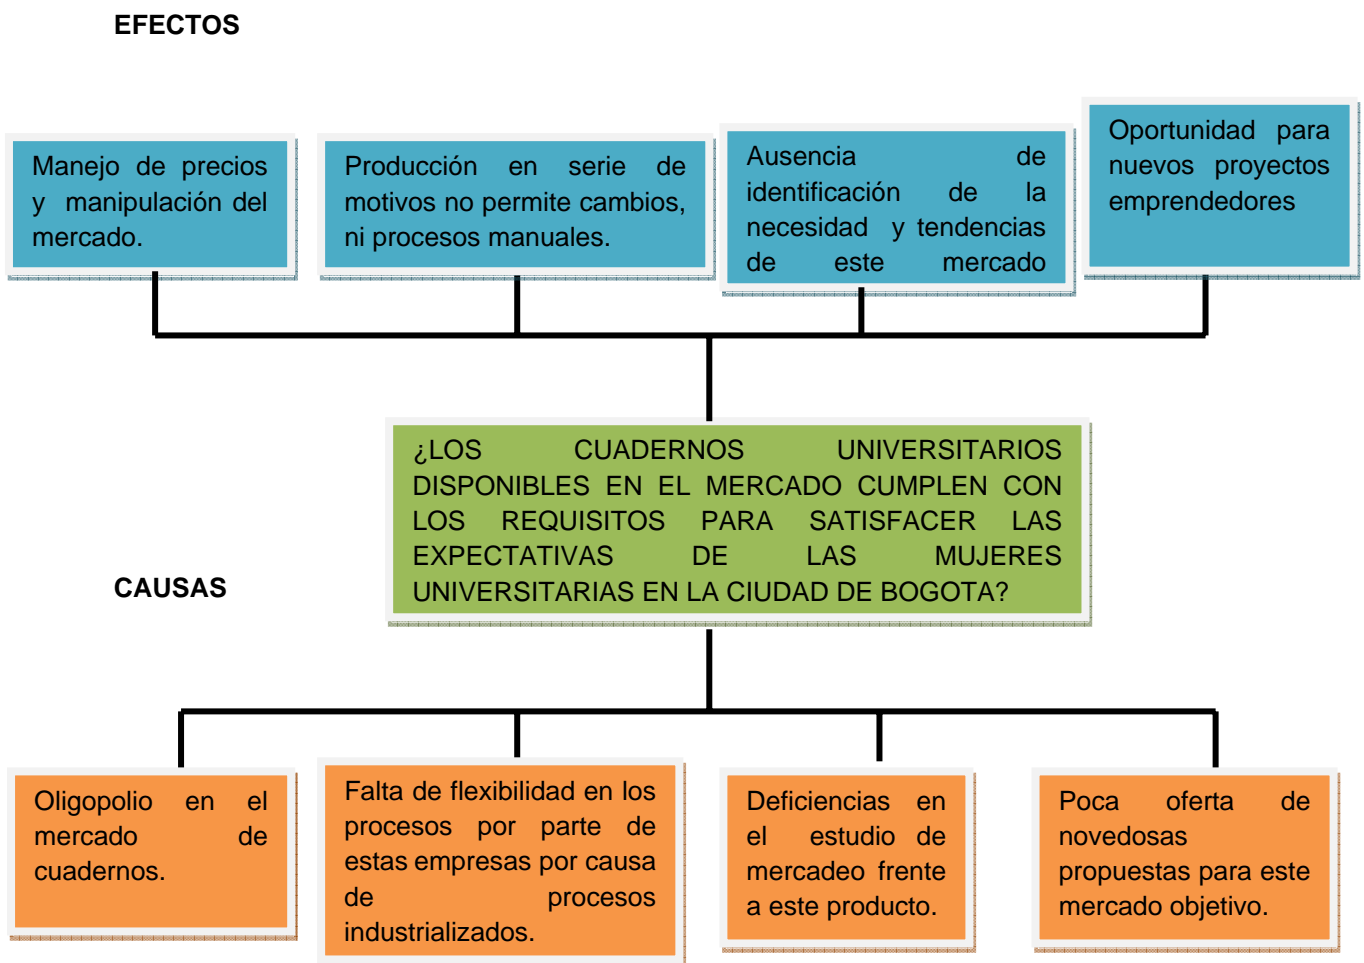 EFECTOS
Manejo de precios
y manipulación del
mercado.
Producción en serie de
motivos no permite cambios,
ni procesos manuales.
Ausencia de
identificación de la
necesidad y tendencias
de este mercado
Oportunidad para
nuevos proyectos
emprendedores
¿LOS CUADERNOS UNIVERSITARIOS
DISPONIBLES EN EL MERCADO CUMPLEN CON
LOS REQUISITOS PARA SATISFACER LAS
EXPECTATIVAS DE LAS MUJERES
UNIVERSITARIAS EN LA CIUDAD DE BOGOTA?
CAUSAS
Oligopolio en el
mercado de
cuadernos.
Falta de flexibilidad en los
procesos por parte de
estas empresas por causa
de procesos
industrializados.
Deficiencias en
el estudio de
mercadeo frente
a este producto.
Poca oferta de
novedosas
propuestas para este
mercado objetivo.